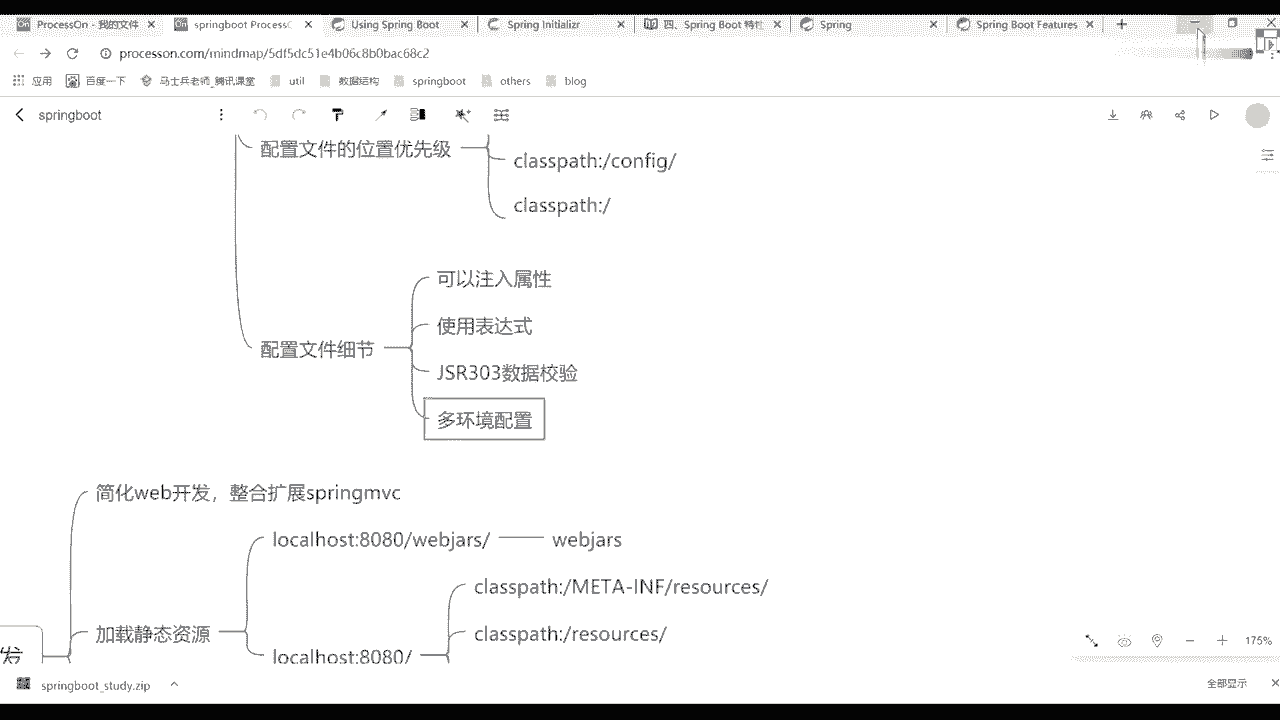 ProcessOn - 我的文件
springboot ProcessO
Using Spring Boot
Spring Initializr
四、Spring Boot 特性
Spring
Spring Boot Features
processon.com/mindmap/5df5dc51e4b06c8b0bac68c2
应用
百度一下
马士兵老师_腾讯课堂
util
数据结构
springboot
others
blog
springboot
配置文件的位置优先级
classpath:/config/
classpath:/
可以注入属性
使用表达式
配置文件细节
JSR303数据校验
多环境配置
简化web开发，整合扩展springmvc
localhost:8080/webjars/
webjars
classpath:/META-INF/resources/
加载静态资源
classpath:/resources/
发
localhost:8080/
175%
springboot_study.zip
全部显示